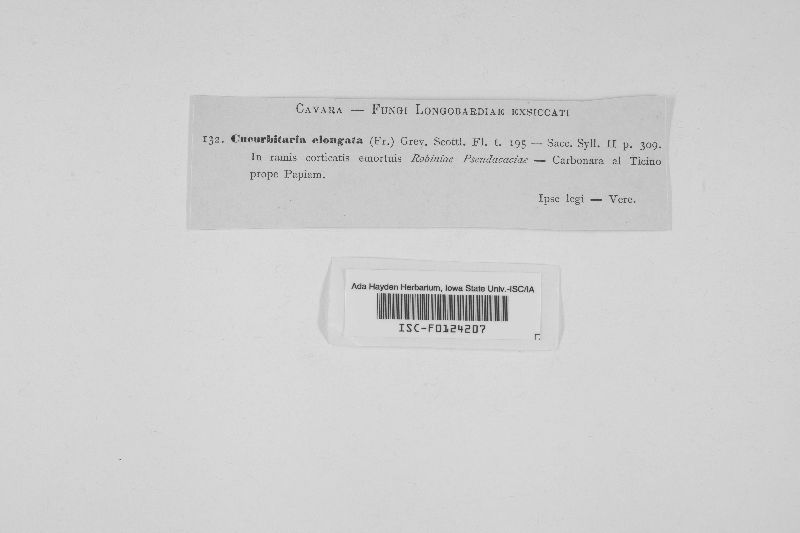 CAVARA — FUNGI LONGOBARDIAE EXSICCATI
132. Cucurbitaria elongata (Fr.) Grev. Scottl. Fl. t. 195 — Sacc. Syll. II p. 309.
In ramis corticatis emortuis Robiniae Pseudacaciae — Carbonara al Ticino
prope Papiam.
Ipse legi — Vere.
Ada Hayden Herbarium, Iowa State Univ.-ISC/IA
ISC-F0124207